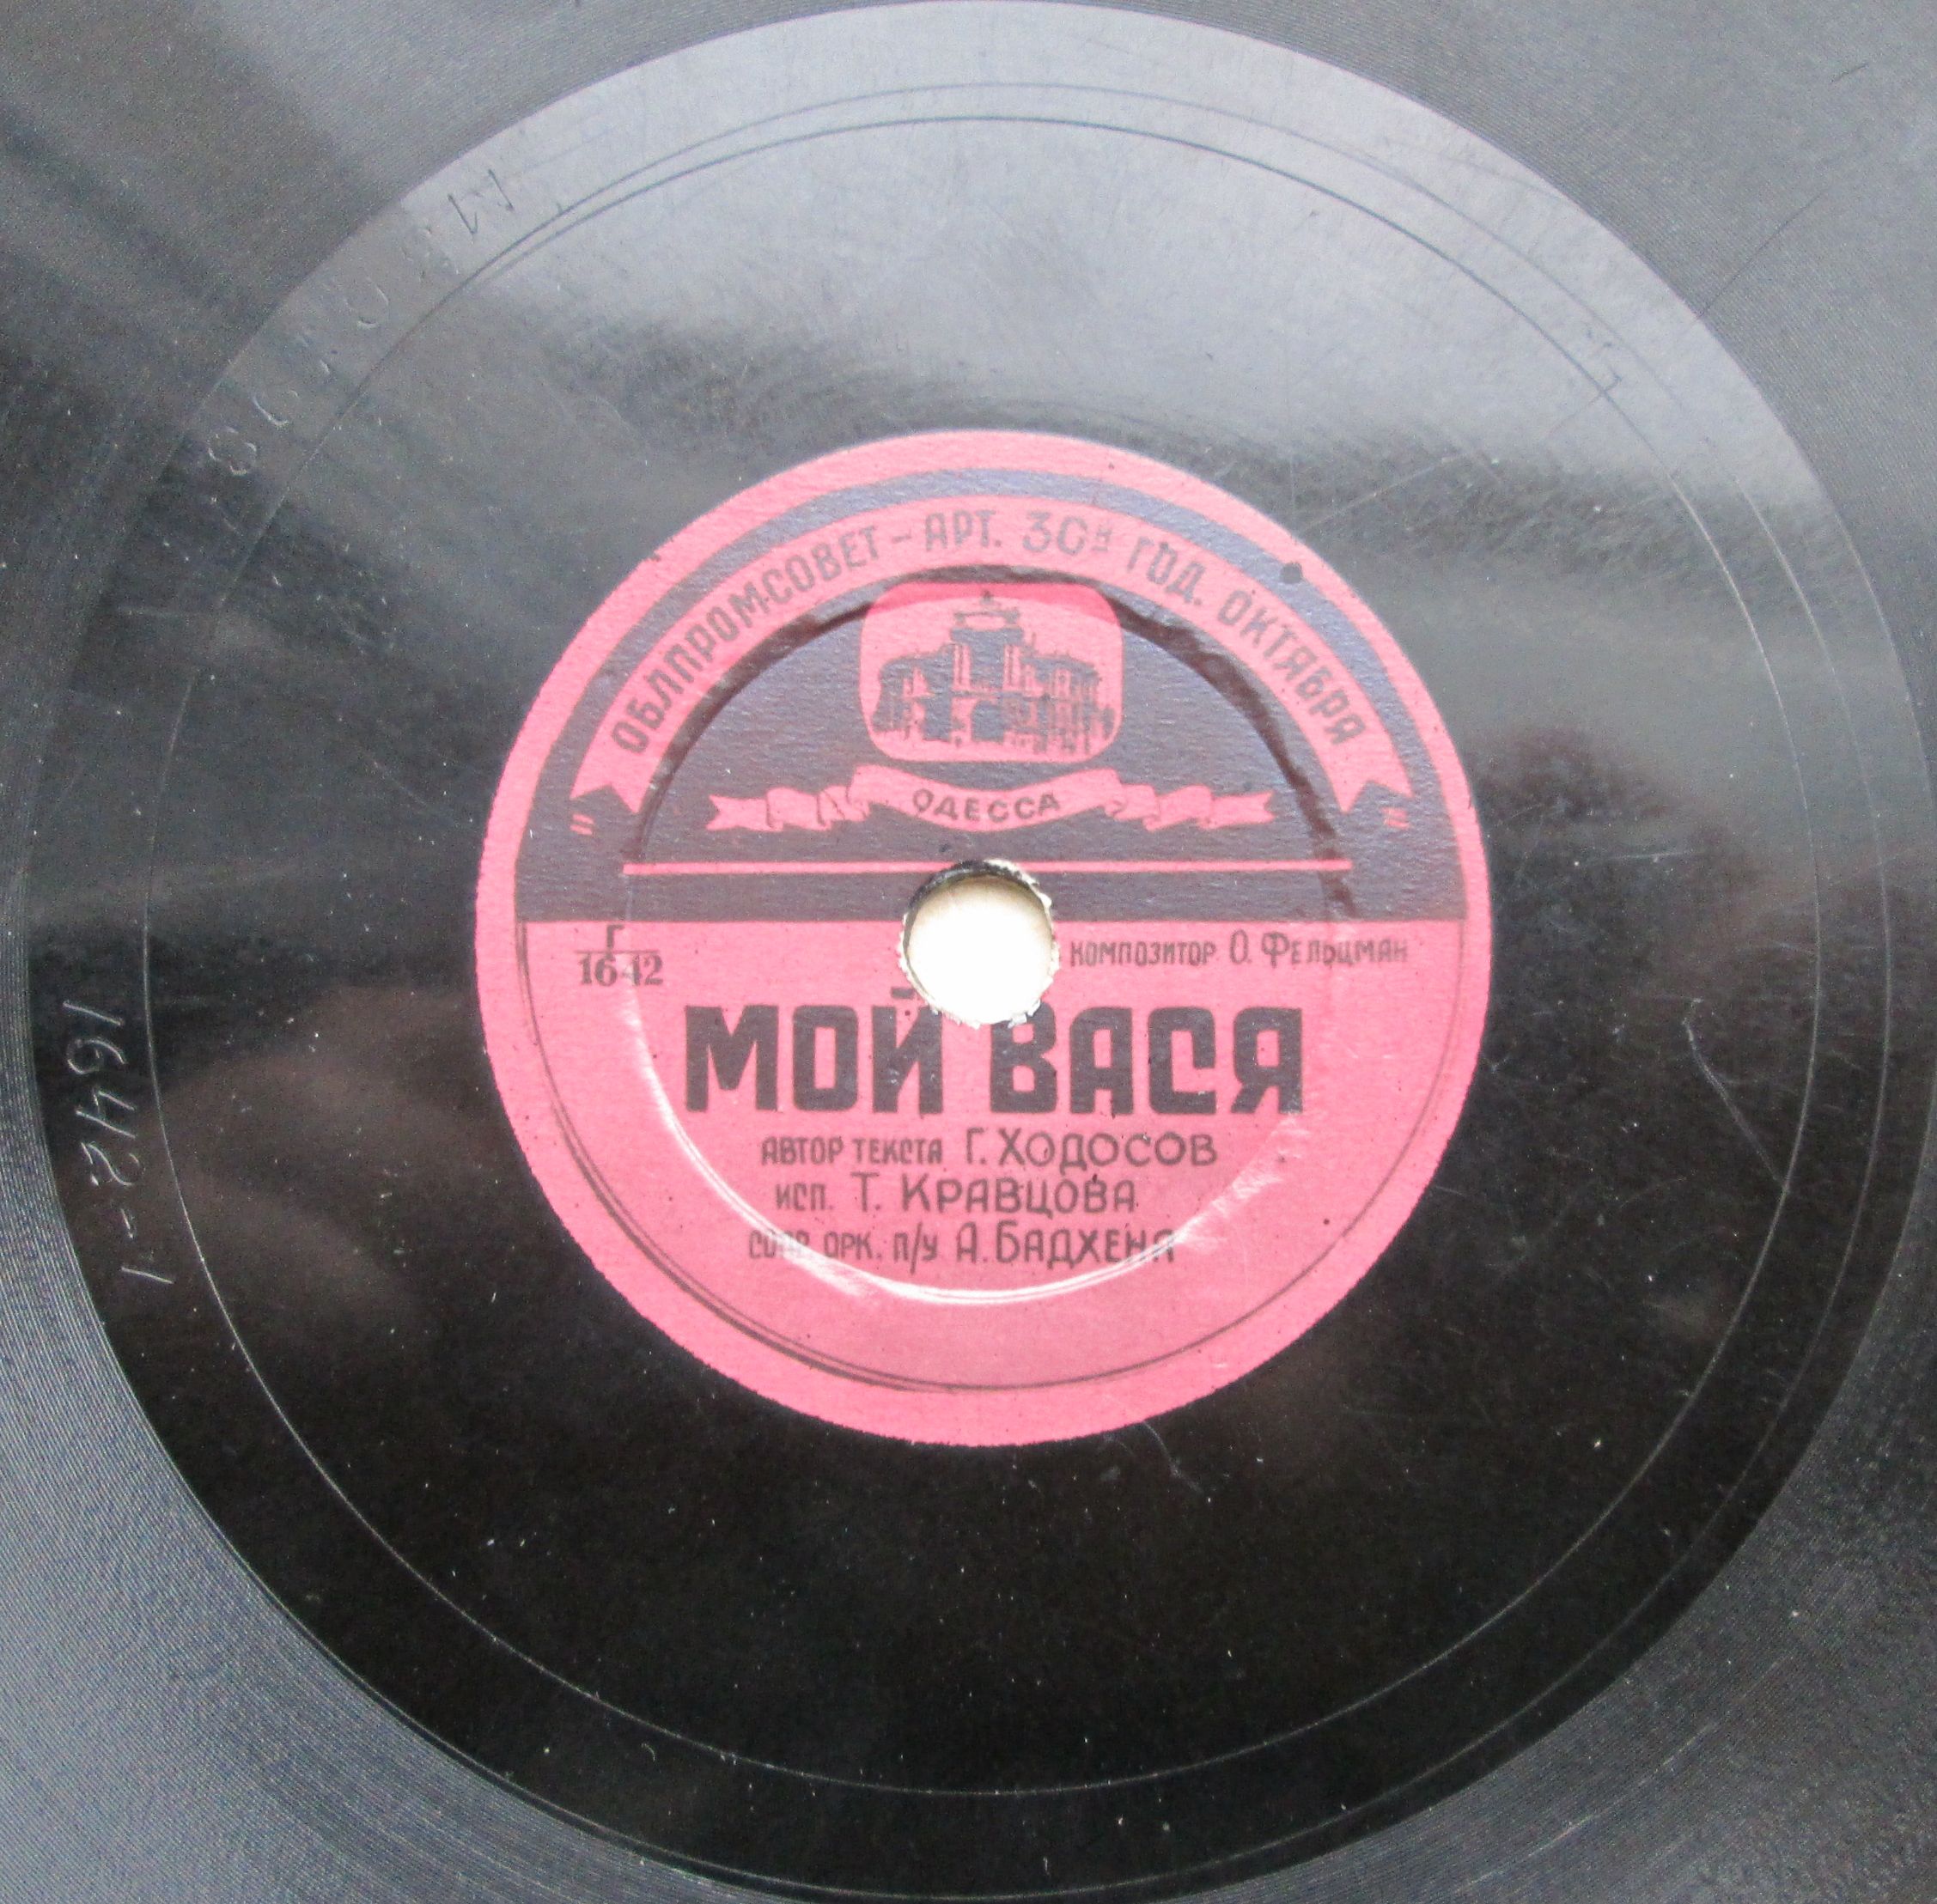 ОБЛПРОМСОВЕТ – АРТ. "30Й ГОД. ОКТЯБРЯ"
ОДЕССА
Г
1642
КОМПОЗИТОР О. ФЕЛЬЦМАН
МОЙ ВАСЯ
АВТОР ТЕКСТА Г. ХОДОСОВ
ИСП. Т. КРАВЦОВА
ОРК. П/У А. БАДХЕНА
1642-1